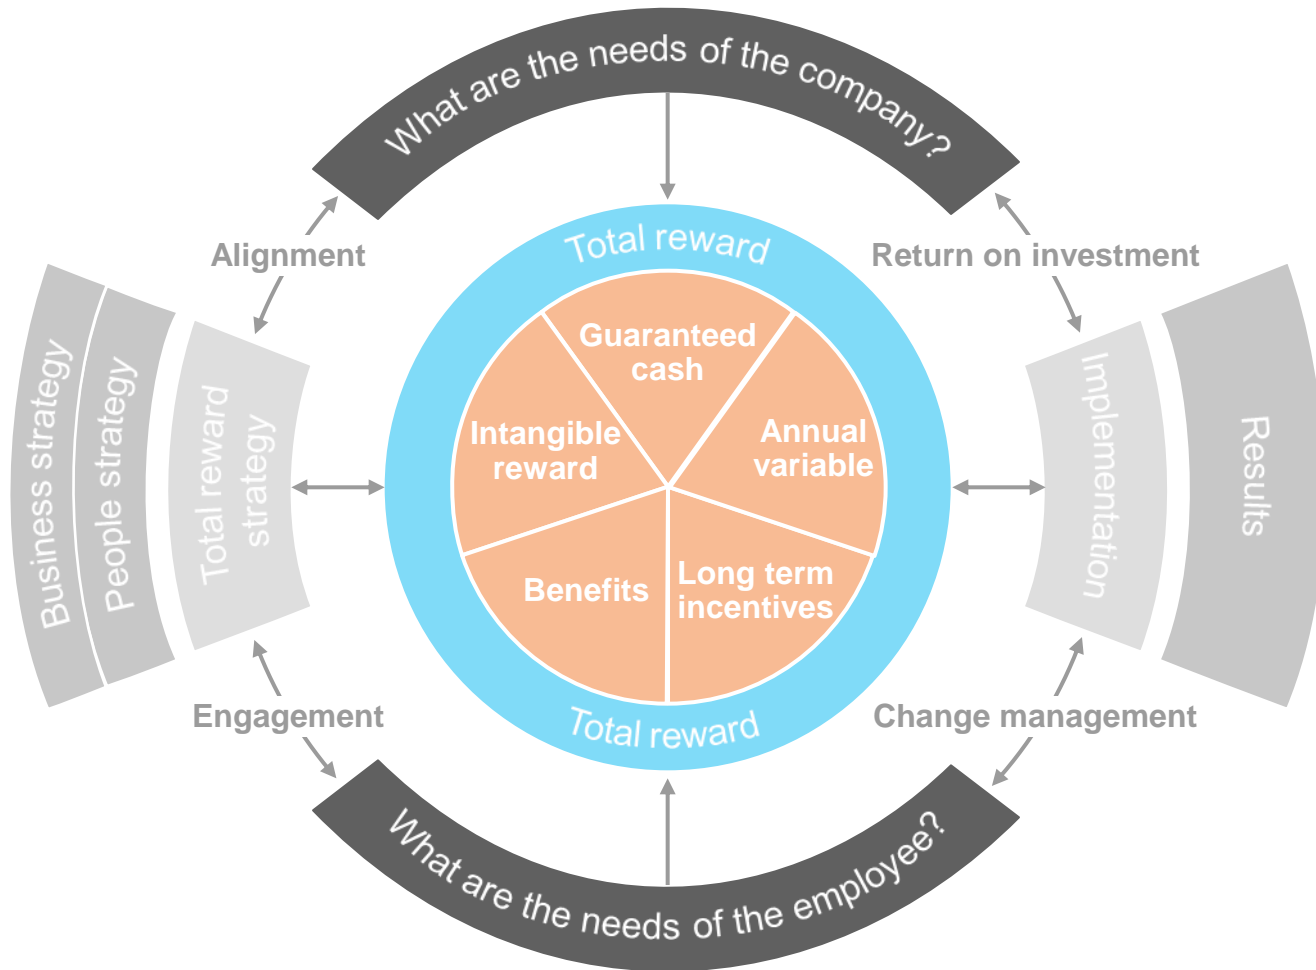 What are the needs of the company?
Alignment
Return on investment
Business strategy
People strategy
Total reward
strategy
Total reward
Guaranteed
cash
Intangible
reward
Annual
variable
Benefits
Long term
incentives
Total reward
Implementation
Results
Engagement
Change management
What are the needs of the employee?